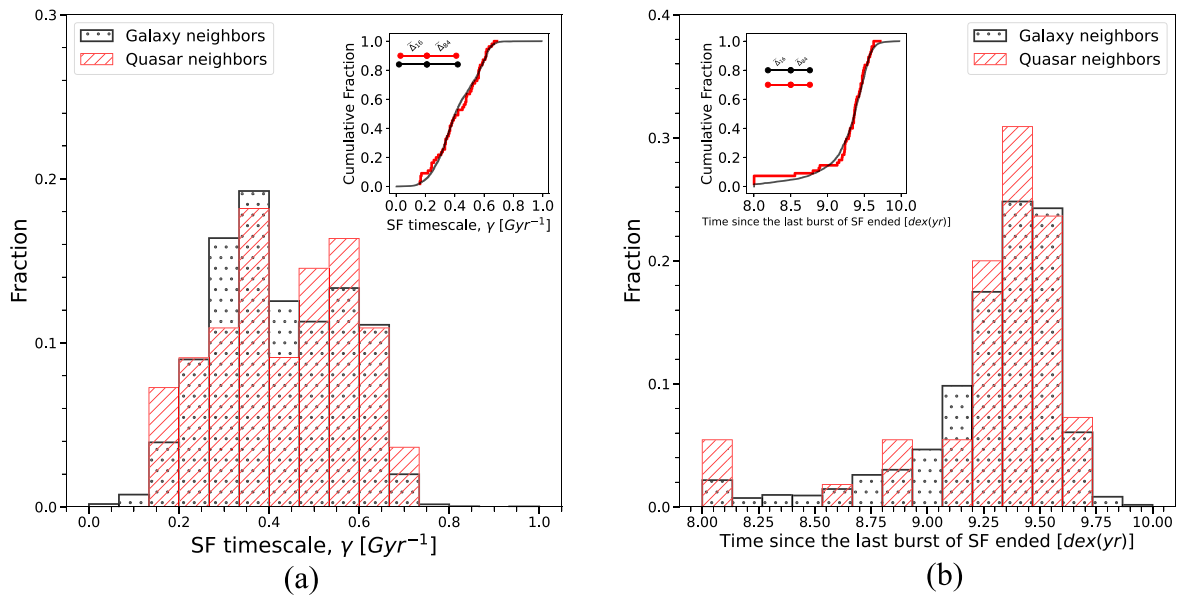 0.3
Galaxy neighbors
Quasar neighbors
0.2
0.1
0.0
Fraction
0.0
0.2
0.4
0.6
0.8
1.0
SF timescale, γ [Gyr⁻¹]
1.0
0.8
0.6
0.4
0.2
0.0
Cumulative Fraction
Δ̅₁₆ Δ̅₈₄
0.0 0.2 0.4 0.6 0.8 1.0
SF timescale, γ [Gyr⁻¹]
(a)
0.4
0.3
0.2
0.1
0.0
Fraction
Galaxy neighbors
Quasar neighbors
1.0
0.8
0.6
0.4
0.2
0.0
Cumulative Fraction
Δ̅₁₆ Δ̅₈₄
8.0 8.5 9.0 9.5 10.0
Time since the last burst of SF ended [dex(yr)]
8.00 8.25 8.50 8.75 9.00 9.25 9.50 9.75 10.00
Time since the last burst of SF ended [dex(yr)]
(b)